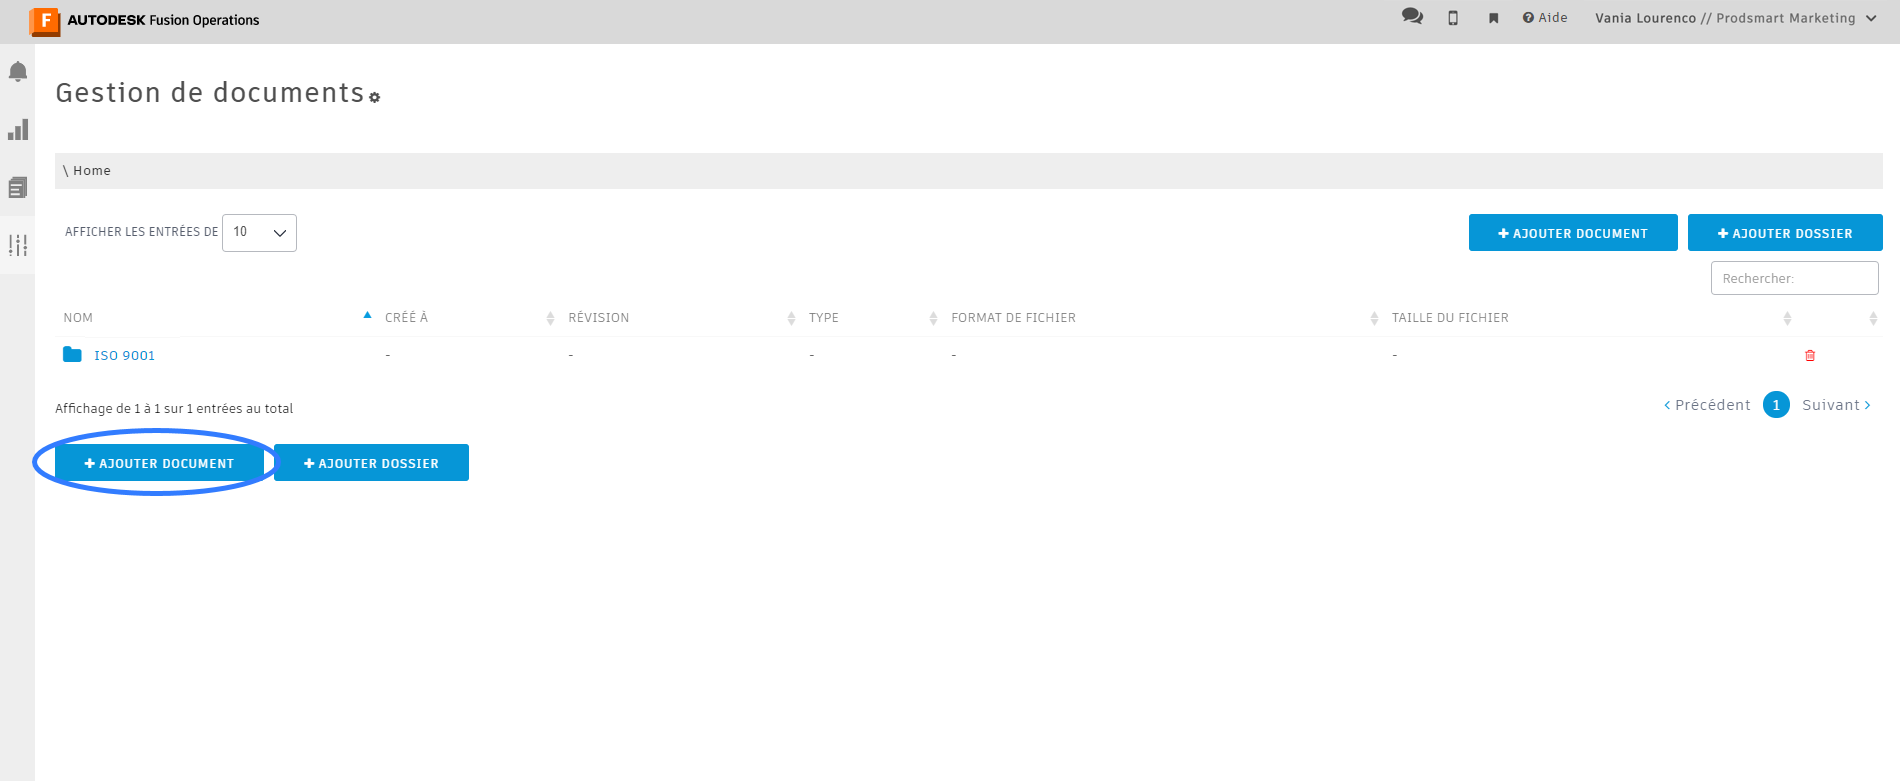 F AUTODESK Fusion Operations
Aide
Vania Lourenco // Prodsmart Marketing
Gestion de documents
\ Home
AFFICHER LES ENTRÉES DE 10
AJOUTER DOCUMENT
AJOUTER DOSSIER
Rechercher:
NOM CRÉÉ À RÉVISION TYPE FORMAT DE FICHIER TAILLE DU FICHIER
ISO 9001 - - - - -
Affichage de 1 à 1 sur 1 entrées au total
Précédent 1 Suivant
AJOUTER DOCUMENT
AJOUTER DOSSIER